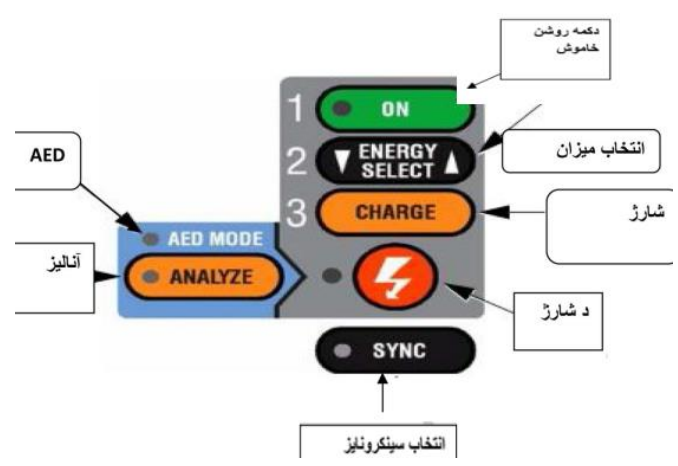 دکمه روشن
خاموش
1 ON
2 ENERGY
SELECT
انتخاب میزان
AED
3 CHARGE
شارژ
AED MODE
آنالیز
ANALYZE
د شارژ
SYNC
انتخاب سینکرونایز